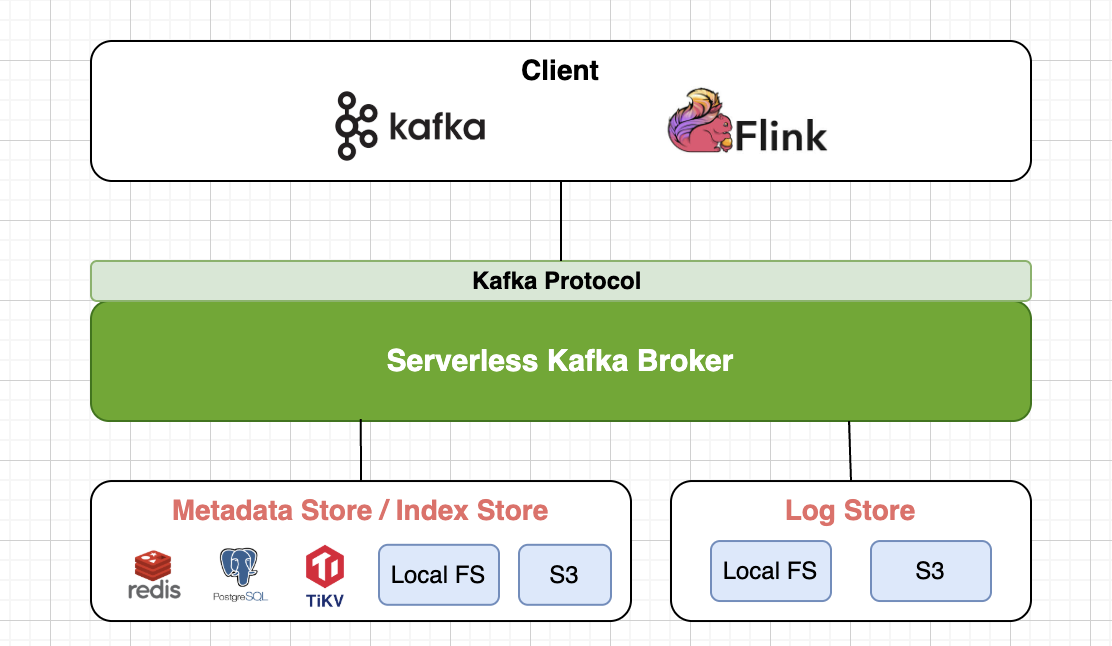 Client
kafka
Flink
Kafka Protocol
Serverless Kafka Broker
Metadata Store / Index Store
redis
PostgreSQL
TiKV
Local FS
S3
Log Store
Local FS
S3